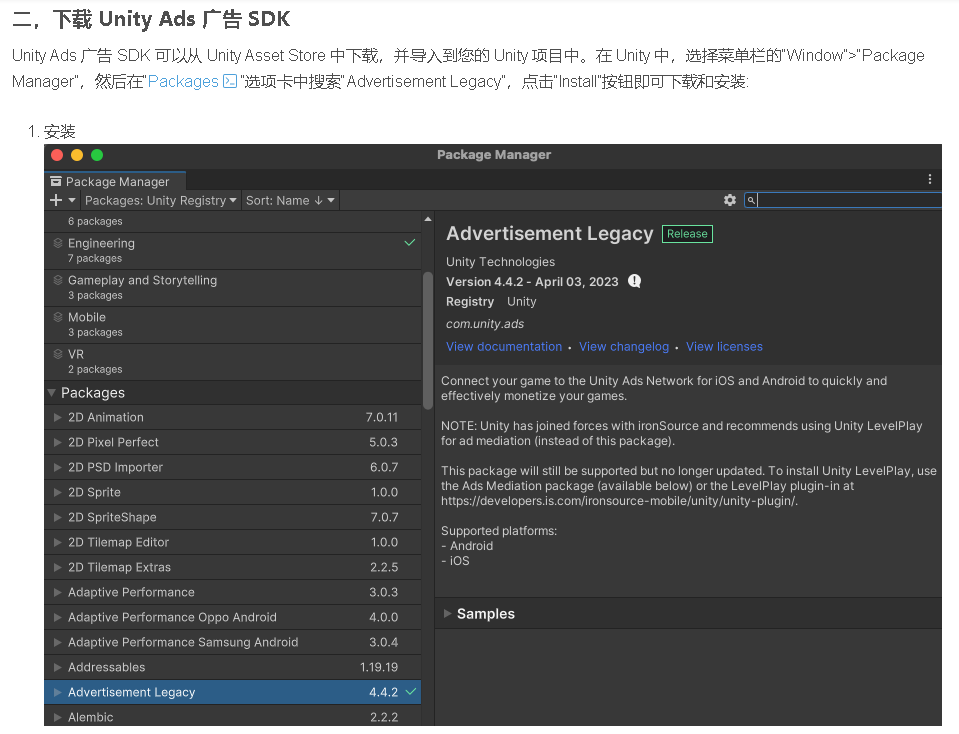 二，下载 Unity Ads 广告 SDK
Unity Ads 广告 SDK 可以从 Unity Asset Store 中下载，并导入到您的 Unity 项目中。在 Unity 中，选择菜单栏的"Window">"Package
Manager"，然后在"Packages"选项卡中搜索"Advertisement Legacy"，点击"Install"按钮即可下载和安装:
1. 安装
Package Manager
Package Manager
Packages: Unity Registry
Sort: Name ↓
6 packages
Engineering
7 packages
Gameplay and Storytelling
3 packages
Mobile
3 packages
VR
2 packages
Packages
2D Animation 7.0.11
2D Pixel Perfect 5.0.3
2D PSD Importer 6.0.7
2D Sprite 1.0.0
2D SpriteShape 7.0.7
2D Tilemap Editor 1.0.0
2D Tilemap Extras 2.2.5
Adaptive Performance 3.0.3
Adaptive Performance Oppo Android 4.0.0
Adaptive Performance Samsung Android 3.0.4
Addressables 1.19.19
Advertisement Legacy 4.4.2
Alembic 2.2.2
Advertisement Legacy Release
Unity Technologies
Version 4.4.2 - April 03, 2023
Registry Unity
com.unity.ads
View documentation • View changelog • View licenses
Connect your game to the Unity Ads Network for iOS and Android to quickly and
effectively monetize your games.
NOTE: Unity has joined forces with ironSource and recommends using Unity LevelPlay
for ad mediation (instead of this package).
This package will still be supported but no longer updated. To install Unity LevelPlay, use
the Ads Mediation package (available below) or the LevelPlay plug-in at
https://developers.is.com/ironsource-mobile/unity/unity-plugin/.
Supported platforms:
- Android
- iOS
Samples